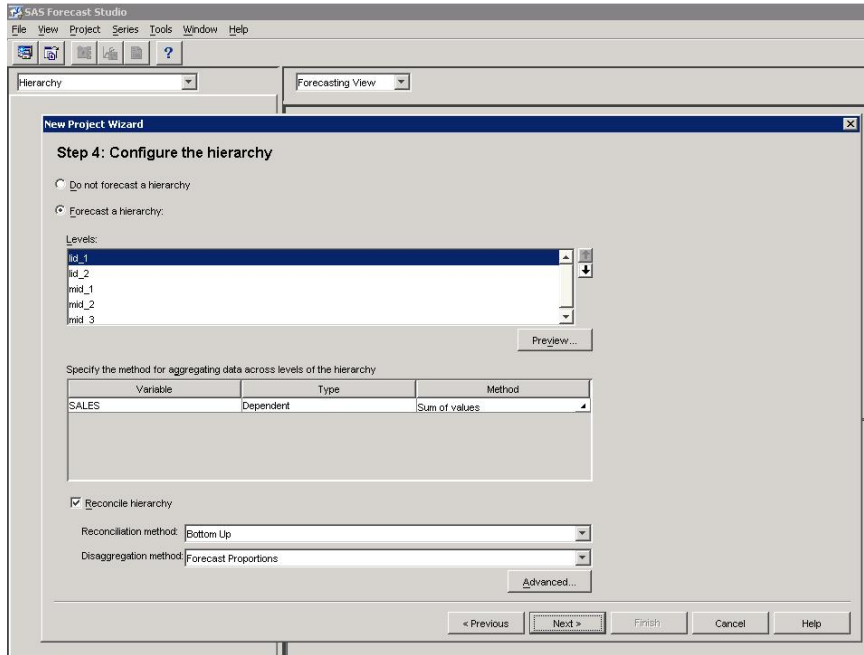 SAS Forecast Studio
File View Project Series Tools Window Help
?
Hierarchy
Forecasting View
New Project Wizard
Step 4: Configure the hierarchy
Do not forecast a hierarchy
Forecast a hierarchy:
Levels:
lid_1
lid_2
mid_1
mid_2
mid_3
Preview...
Specify the method for aggregating data across levels of the hierarchy
Variable Type Method
SALES Dependent Sum of values
Reconcile hierarchy
Reconciliation method: Bottom Up
Disaggregation method: Forecast Proportions
Advanced...
« Previous Next » Finish Cancel Help